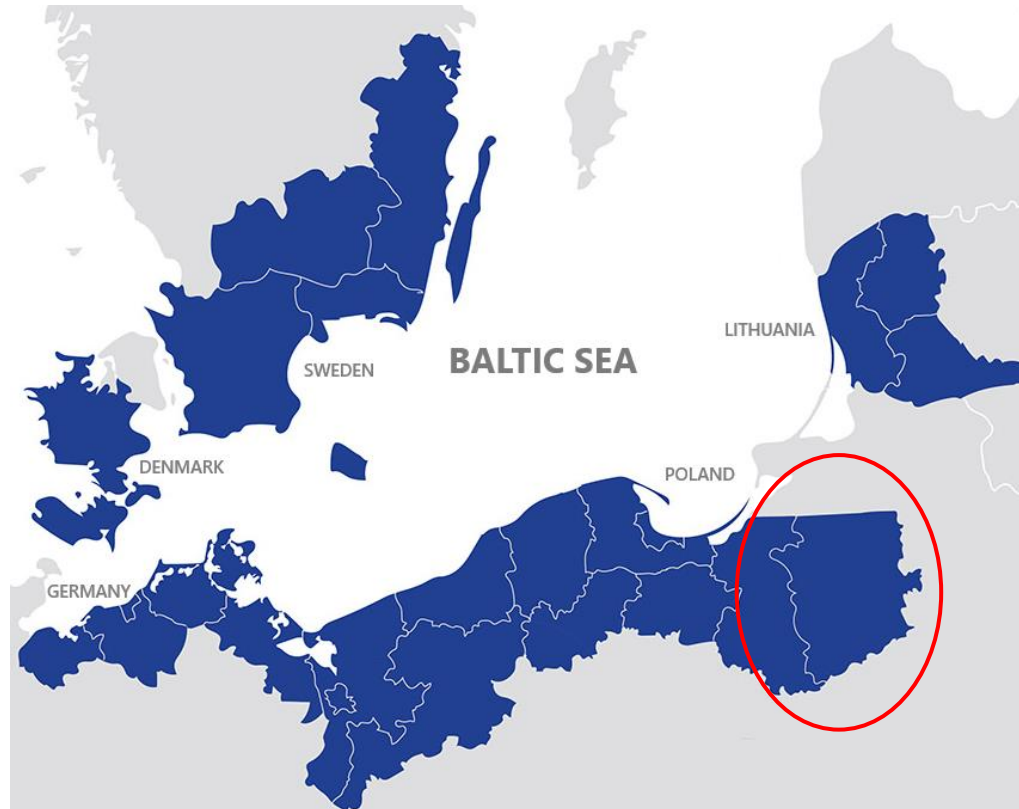 LITHUANIA
BALTIC SEA
SWEDEN
DENMARK
POLAND
GERMANY